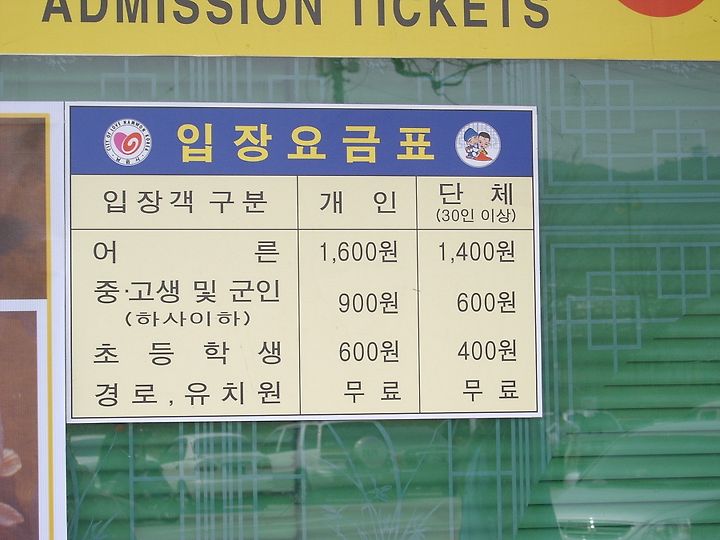 ADMISSION TICKETS
입장요금표
입장객 구분 개인 단체
(30인 이상)
어른 1,600원 1,400원
중·고생 및 군인 900원 600원
(하사이하)
초등학생 600원 400원
경로, 유치원 무료 무료